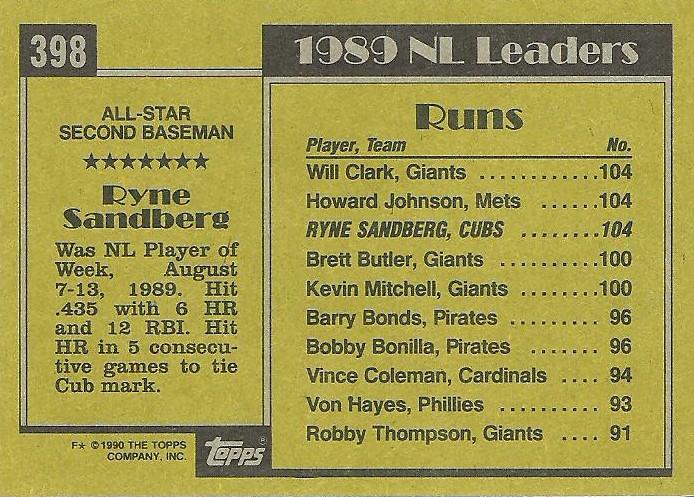 398
ALL-STAR
SECOND BASEMAN
★★★★★★★
Ryne
Sandberg
Was NL Player of
Week, August
7-13, 1989. Hit
.435 with 6 HR
and 12 RBI. Hit
HR in 5 consecu-
tive games to tie
Cub mark.
F★ ©1990 THE TOPPS
COMPANY, INC.
topps®
1989 NL Leaders
Runs
Player, Team No.
Will Clark, Giants ............104
Howard Johnson, Mets ......104
RYNE SANDBERG, CUBS ........104
Brett Butler, Giants ..........100
Kevin Mitchell, Giants .......100
Barry Bonds, Pirates ......... 96
Bobby Bonilla, Pirates ....... 96
Vince Coleman, Cardinals .... 94
Von Hayes, Phillies .......... 93
Robby Thompson, Giants .... 91